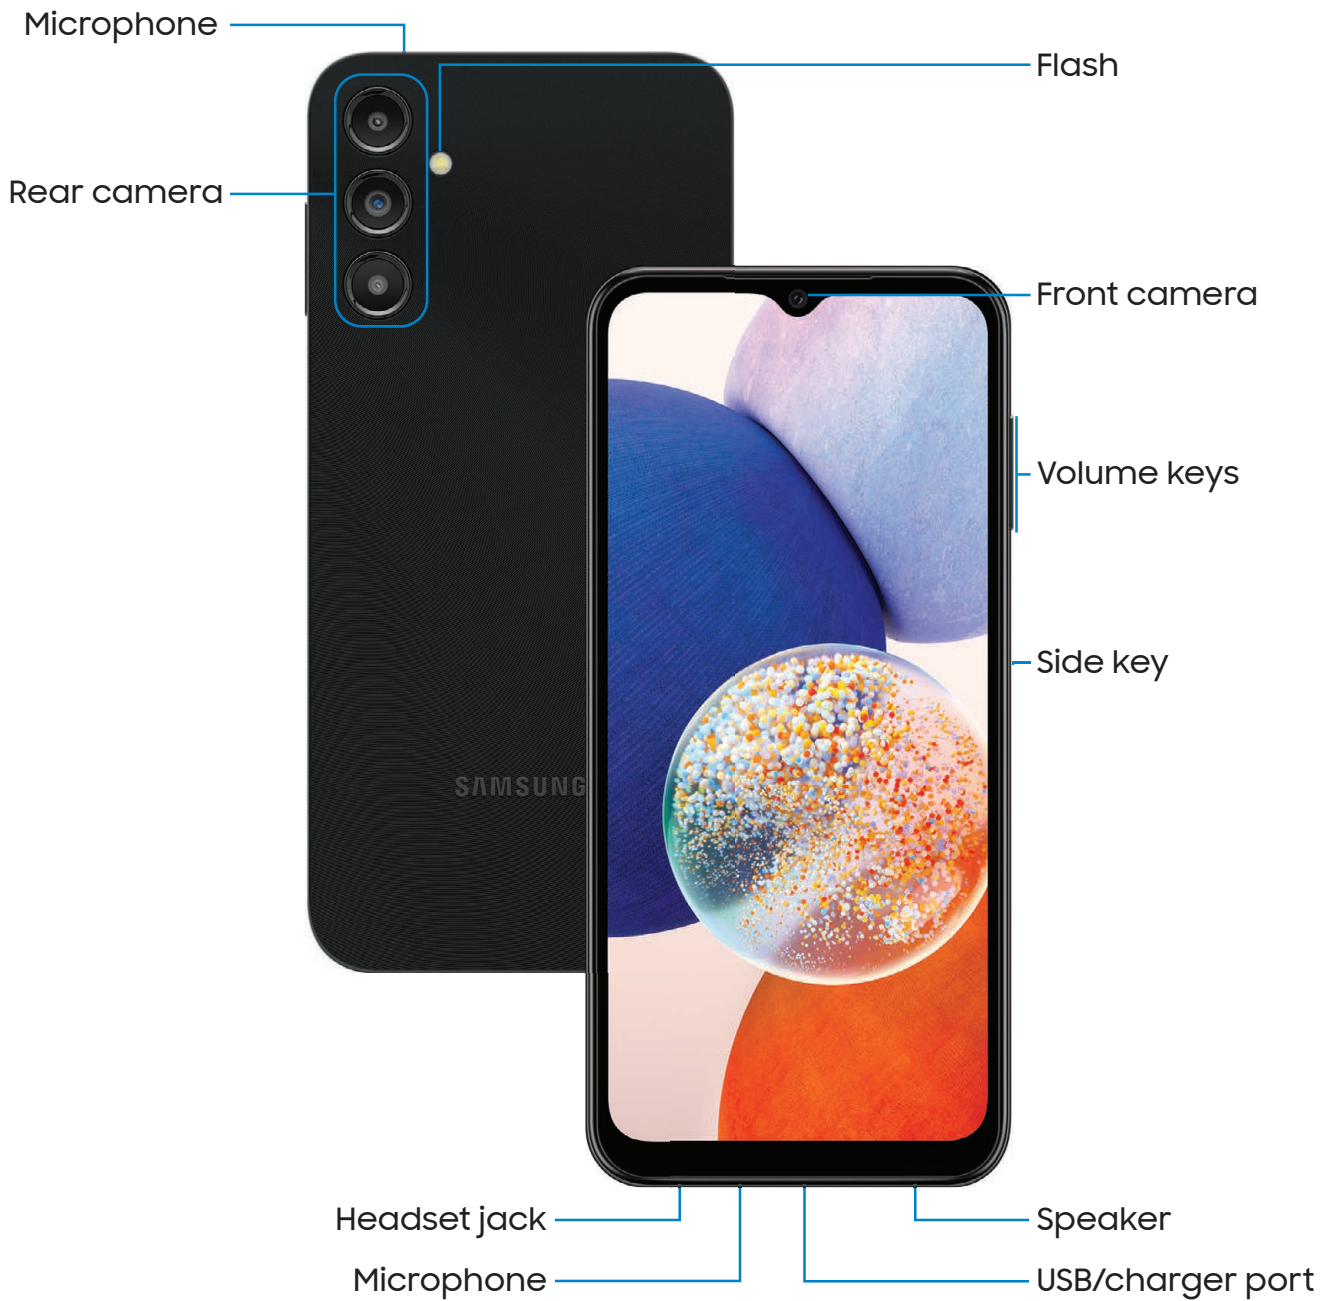 Microphone
Flash
Rear camera
Front camera
Volume keys
Side key
SAMSUNG
Headset jack
Speaker
Microphone
USB/charger port